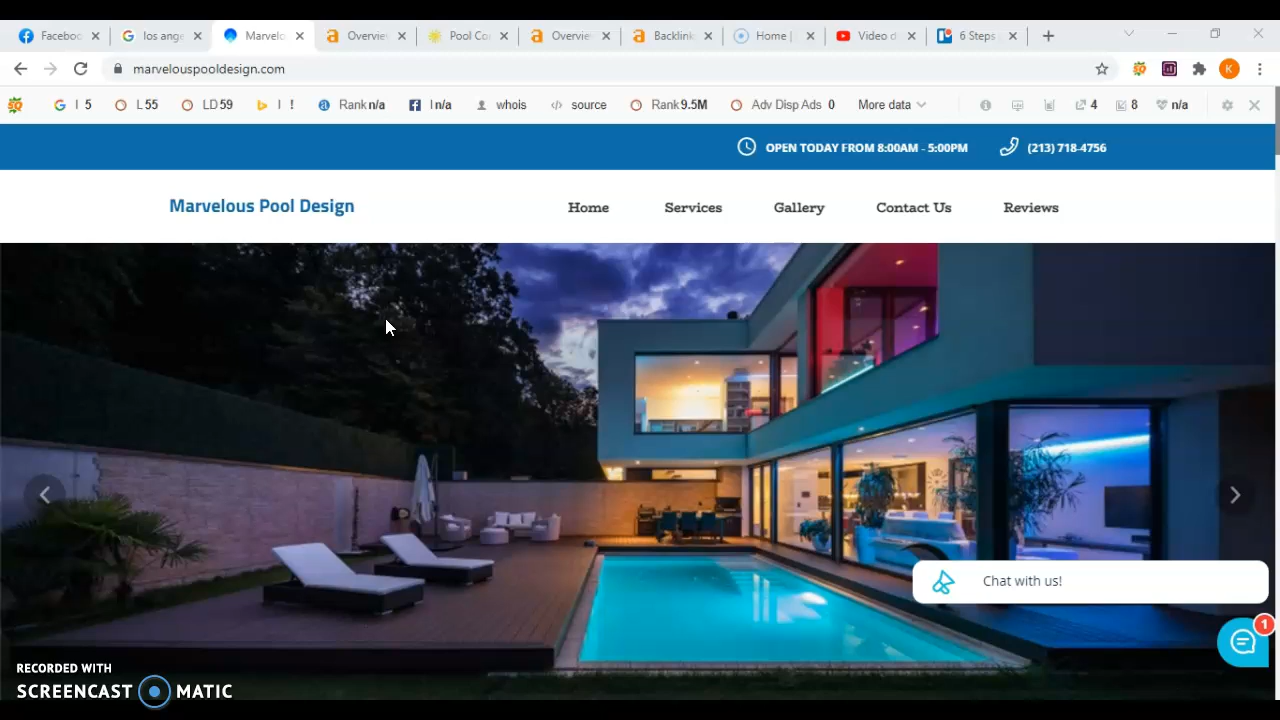 Facebo
los ange
Marvelo
Overvie
Pool Co
Overvie
Backlink
Home |
Video d
6 Steps
marvelouspooldesign.com
K
I 5
L 55
LD 59
I !
Rank n/a
I n/a
whois
source
Rank 9.5M
Adv Disp Ads 0
More data
4
8
n/a
OPEN TODAY FROM 8:00AM - 5:00PM
(213) 718-4756
Marvelous Pool Design
Home
Services
Gallery
Contact Us
Reviews
Chat with us!
1
RECORDED WITH
SCREENCAST MATIC